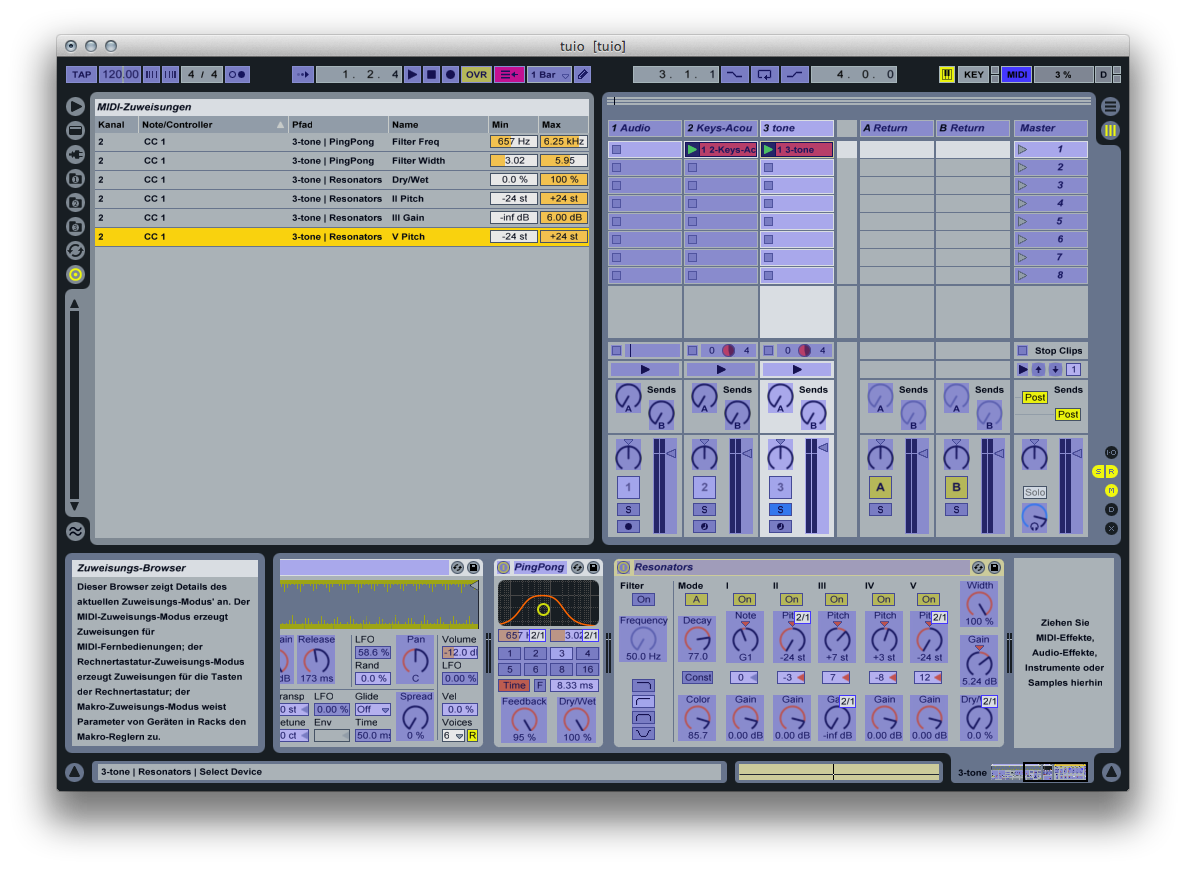 tuio [tuio]
TAP 120.00 4 / 4 1. 2. 4 OVR 1 Bar 3. 1. 1 4. 0. 0 KEY MIDI 3 % D
MIDI-Zuweisungen
Kanal Note/Controller Pfad Name Min Max
2 CC 1 3-tone | PingPong Filter Freq 657 Hz 6.25 kHz
2 CC 1 3-tone | PingPong Filter Width 3.02 5.95
2 CC 1 3-tone | Resonators Dry/Wet 0.0 % 100 %
2 CC 1 3-tone | Resonators II Pitch -24 st +24 st
2 CC 1 3-tone | Resonators III Gain -inf dB 6.00 dB
2 CC 1 3-tone | Resonators V Pitch -24 st +24 st
1 Audio 2 Keys-Acou 3 tone A Return B Return Master
1 2-Keys-Ac 1 3-tone 1
2
3
4
5
6
7
8
0 4 0 4 Stop Clips
1
Sends Sends Sends Sends Sends Sends
A A A A A Post
B B B B B Post
1 2 3 A B Solo
S S S S S
I-O
S R
M
D
X
Zuweisungs-Browser
Dieser Browser zeigt Details des
aktuellen Zuweisungs-Modus' an. Der
MIDI-Zuweisungs-Modus erzeugt
Zuweisungen für
MIDI-Fernbedienungen; der
Rechnertastatur-Zuweisungs-Modus
erzeugt Zuweisungen für die Tasten
der Rechnertastatur; der
Makro-Zuweisungs-Modus weist
Parameter von Geräten in Racks den
Makro-Reglern zu.
ain Release LFO Pan Volume
58.6 % -12.0 dB
Rand LFO
dB 173 ms 0.0 % C 0.00 %
ransp LFO Glide Spread Vel
0 st 0.00 % Off 0.0 %
etune Env Time Voices
0 ct 50.0 ms 0 % 6 R
PingPong
657 H 2/1 3.02 2/1
1 2 3 4
5 6 8 16
Time F 8.33 ms
Feedback Dry/Wet
95 % 100 %
Resonators
Filter Mode I II III IV V Width
On A On On On On On
Frequency Decay Note Pit 2/1 Pitch Pitch Pit 2/1 100 %
50.0 Hz 77.0 G1 -24 st +7 st +3 st -24 st Gain
Const 0 -3 7 -8 12 5.24 dB
Color Gain Gain Ga 2/1 Gain Gain Dry/ 2/1
85.7 0.00 dB 0.00 dB -inf dB 0.00 dB 0.00 dB 0.0 %
Ziehen Sie
MIDI-Effekte,
Audio-Effekte,
Instrumente oder
Samples hierhin
3-tone | Resonators | Select Device
3-tone